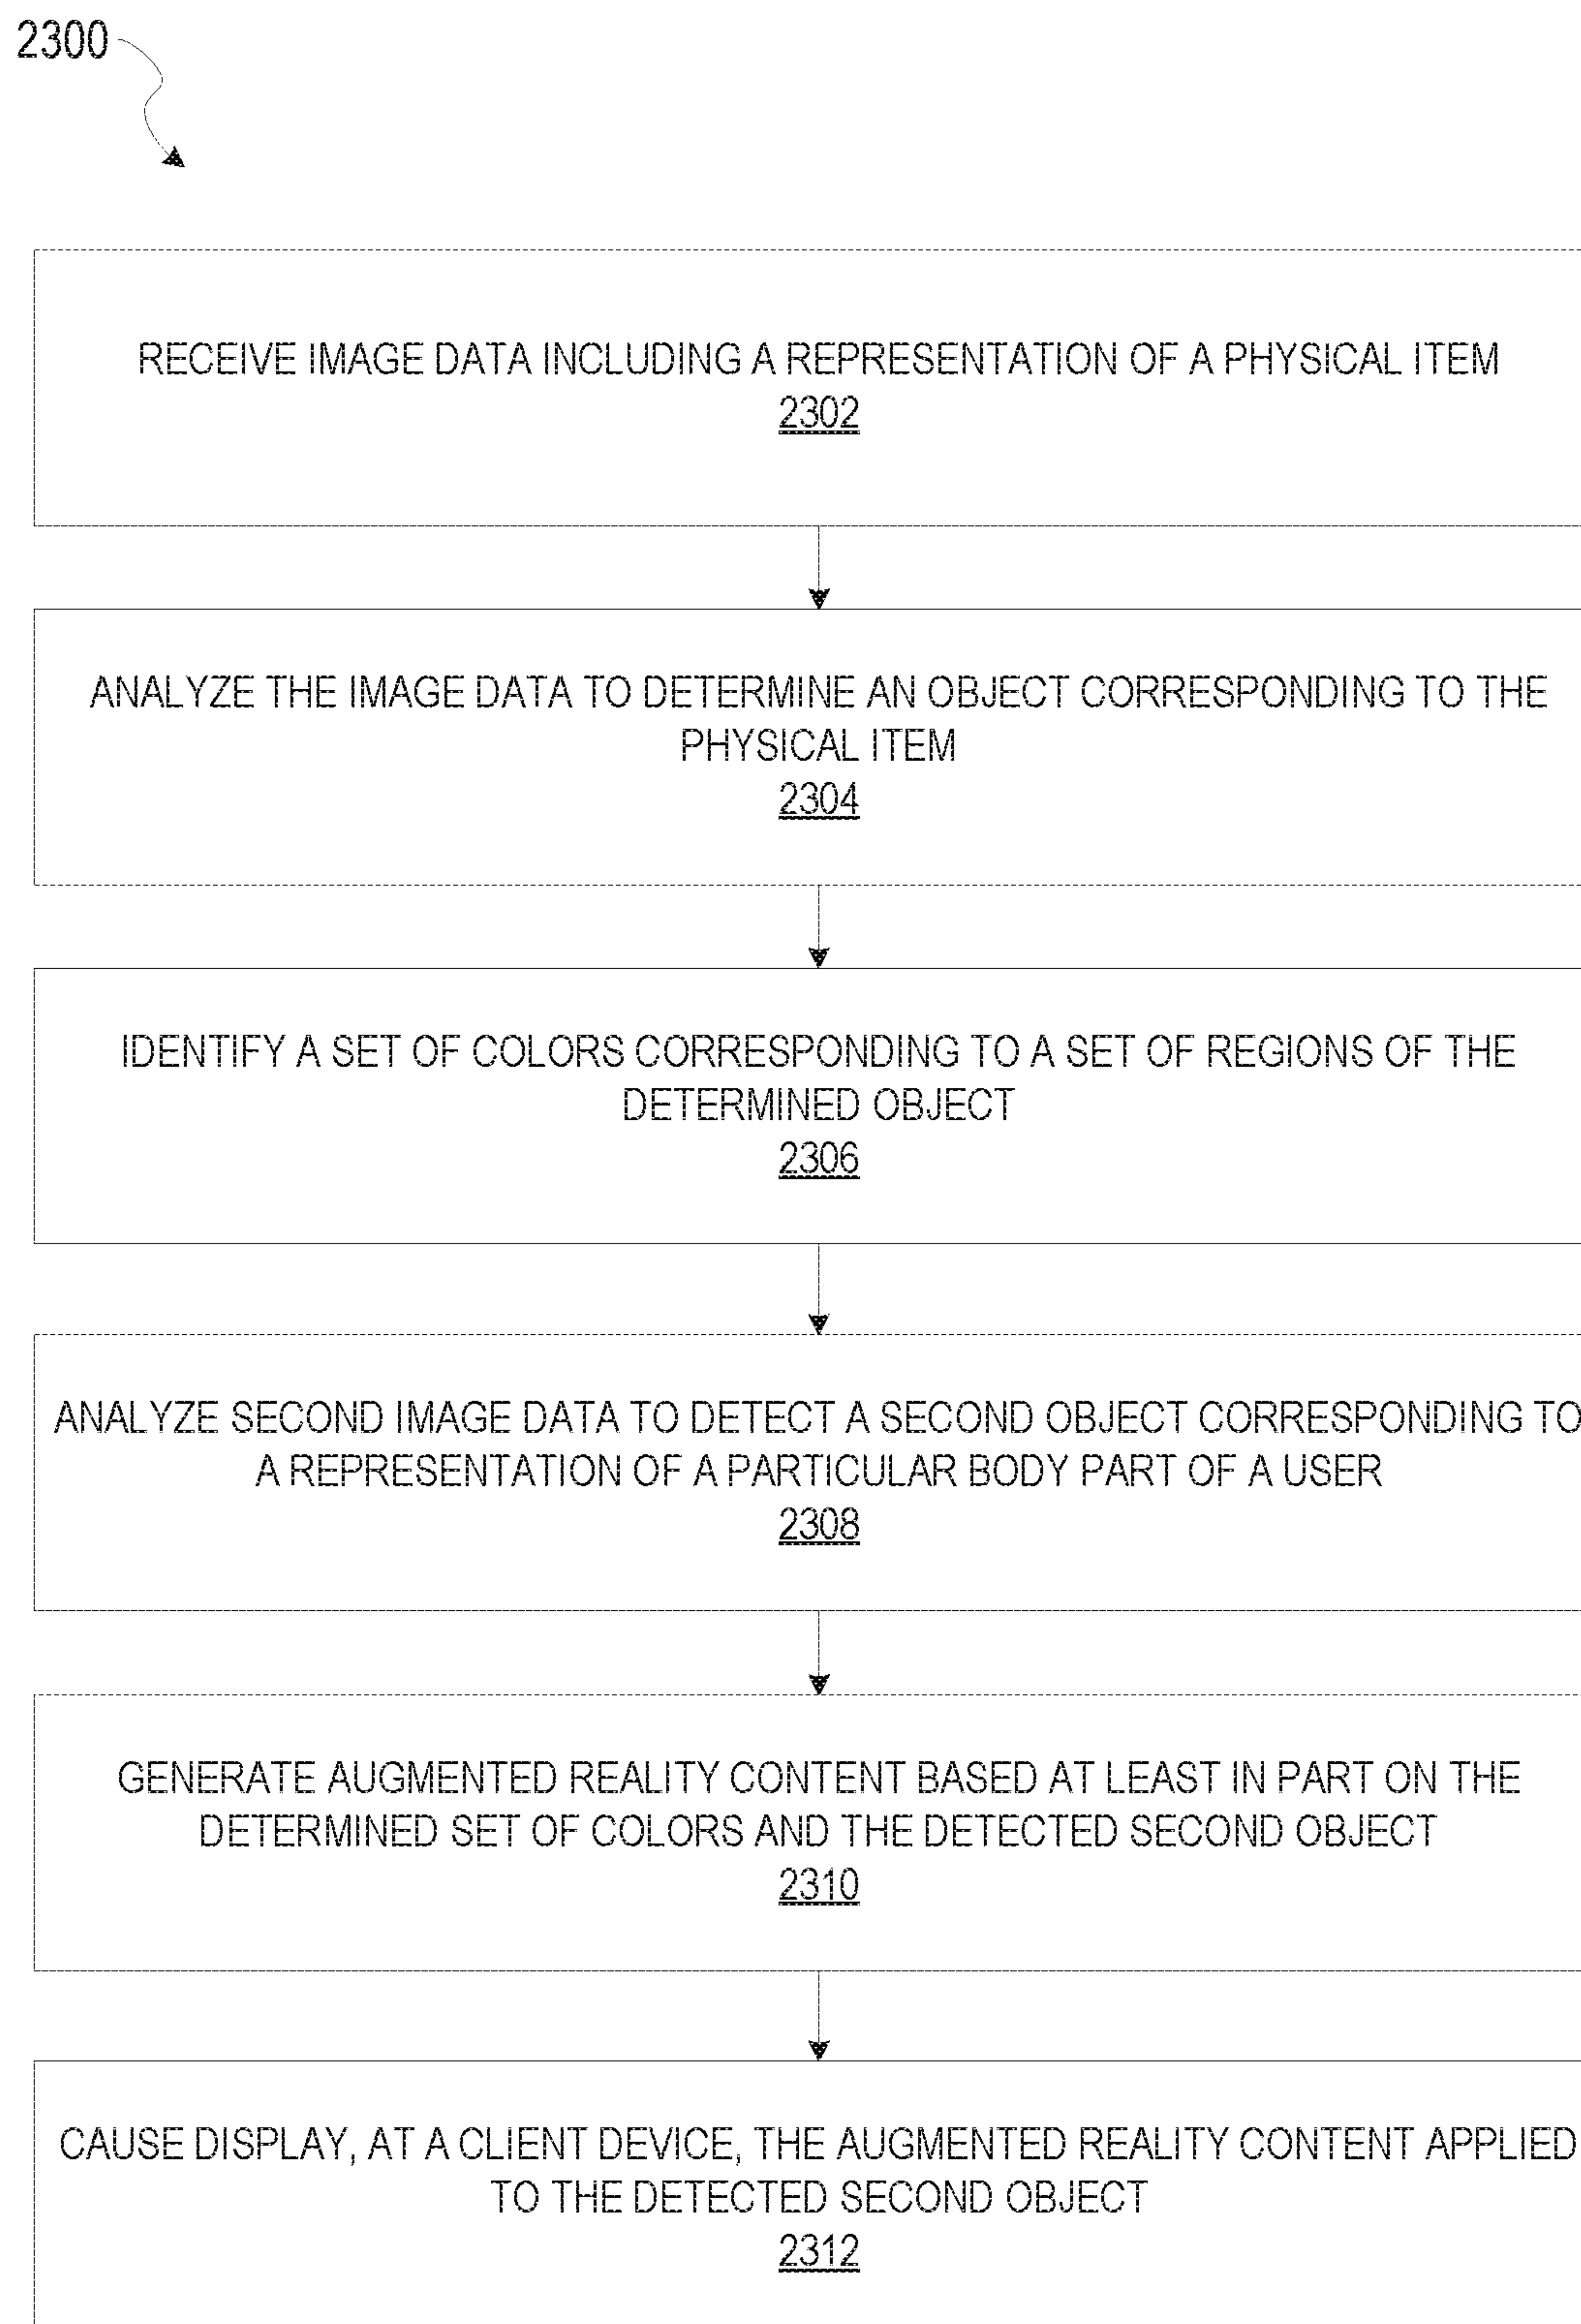 2300
RECEIVE IMAGE DATA INCLUDING A REPRESENTATION OF A PHYSICAL ITEM
2302
ANALYZE THE IMAGE DATA TO DETERMINE AN OBJECT CORRESPONDING TO THE
PHYSICAL ITEM
2304
IDENTIFY A SET OF COLORS CORRESPONDING TO A SET OF REGIONS OF THE
DETERMINED OBJECT
2306
ANALYZE SECOND IMAGE DATA TO DETECT A SECOND OBJECT CORRESPONDING TO
A REPRESENTATION OF A PARTICULAR BODY PART OF A USER
2308
GENERATE AUGMENTED REALITY CONTENT BASED AT LEAST IN PART ON THE
DETERMINED SET OF COLORS AND THE DETECTED SECOND OBJECT
2310
CAUSE DISPLAY, AT A CLIENT DEVICE, THE AUGMENTED REALITY CONTENT APPLIED
TO THE DETECTED SECOND OBJECT
2312